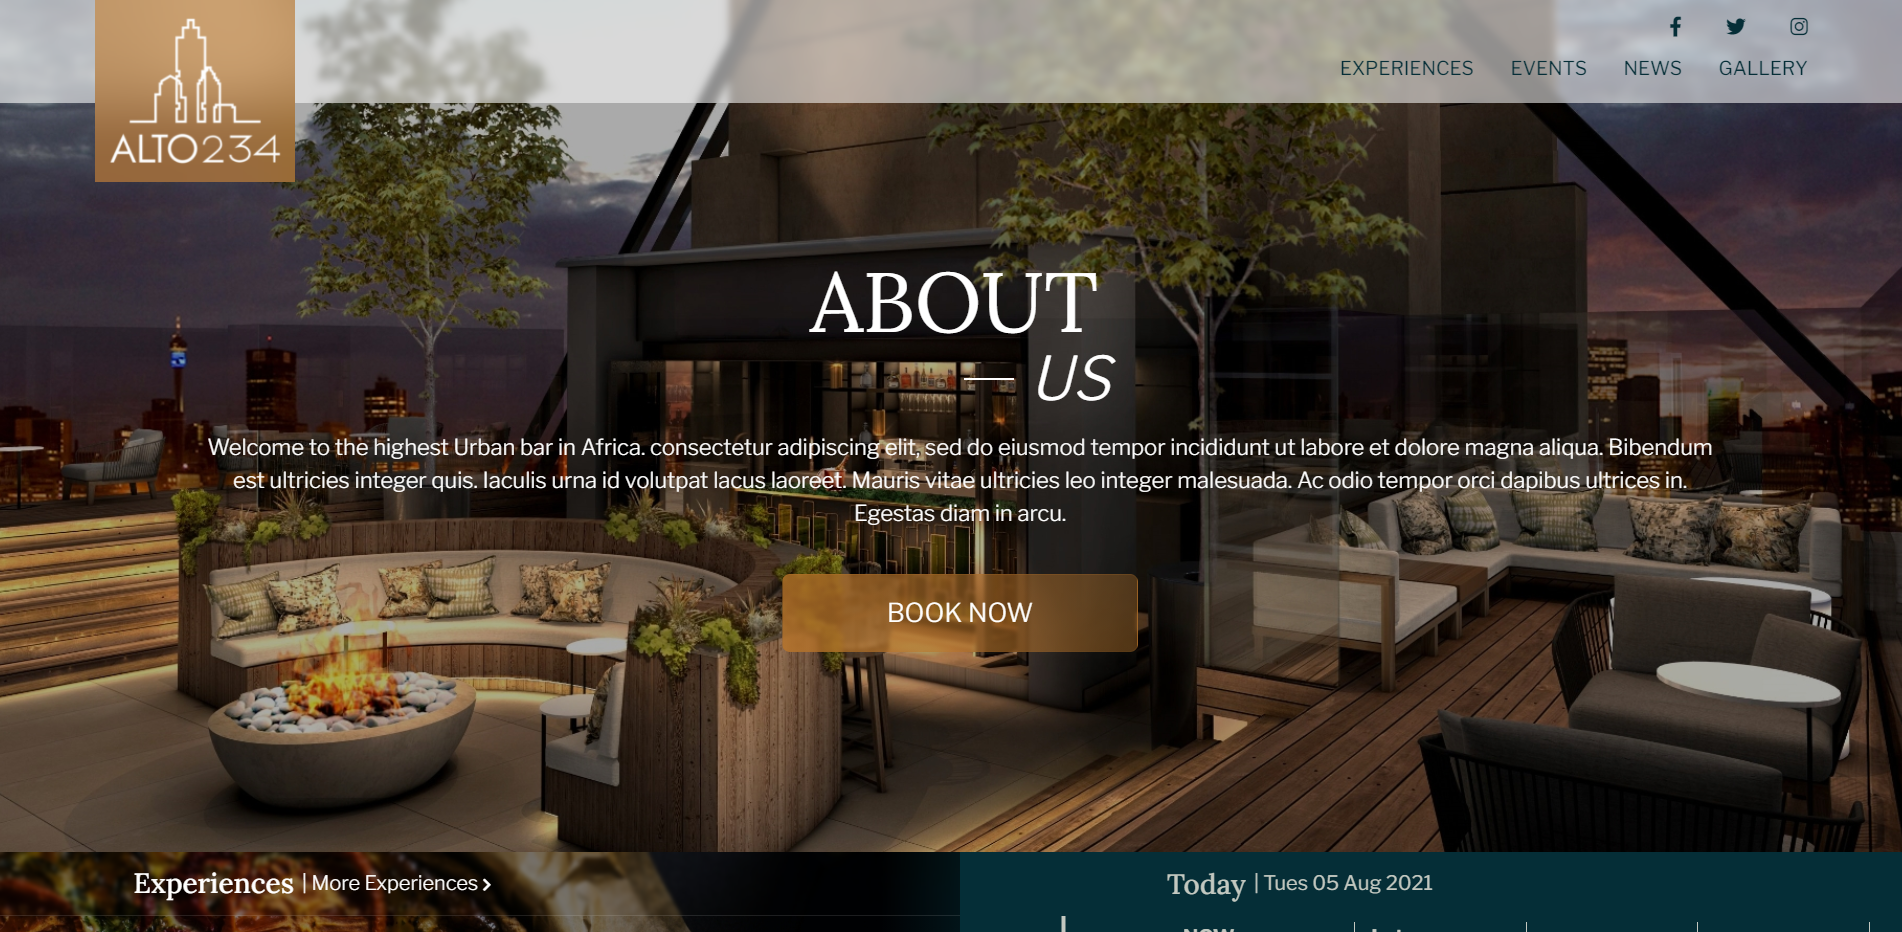 ALTO234
EXPERIENCES EVENTS NEWS GALLERY
ABOUT
US
Welcome to the highest Urban bar in Africa. consectetur adipiscing elit, sed do eiusmod tempor incididunt ut labore et dolore magna aliqua. Bibendum
est ultricies integer quis. Iaculis urna id volutpat lacus laoreet. Mauris vitae ultricies leo integer malesuada. Ac odio tempor orci dapibus ultrices in.
Egestas diam in arcu.
BOOK NOW
Experiences | More Experiences
Today | Tues 05 Aug 2021
NOW